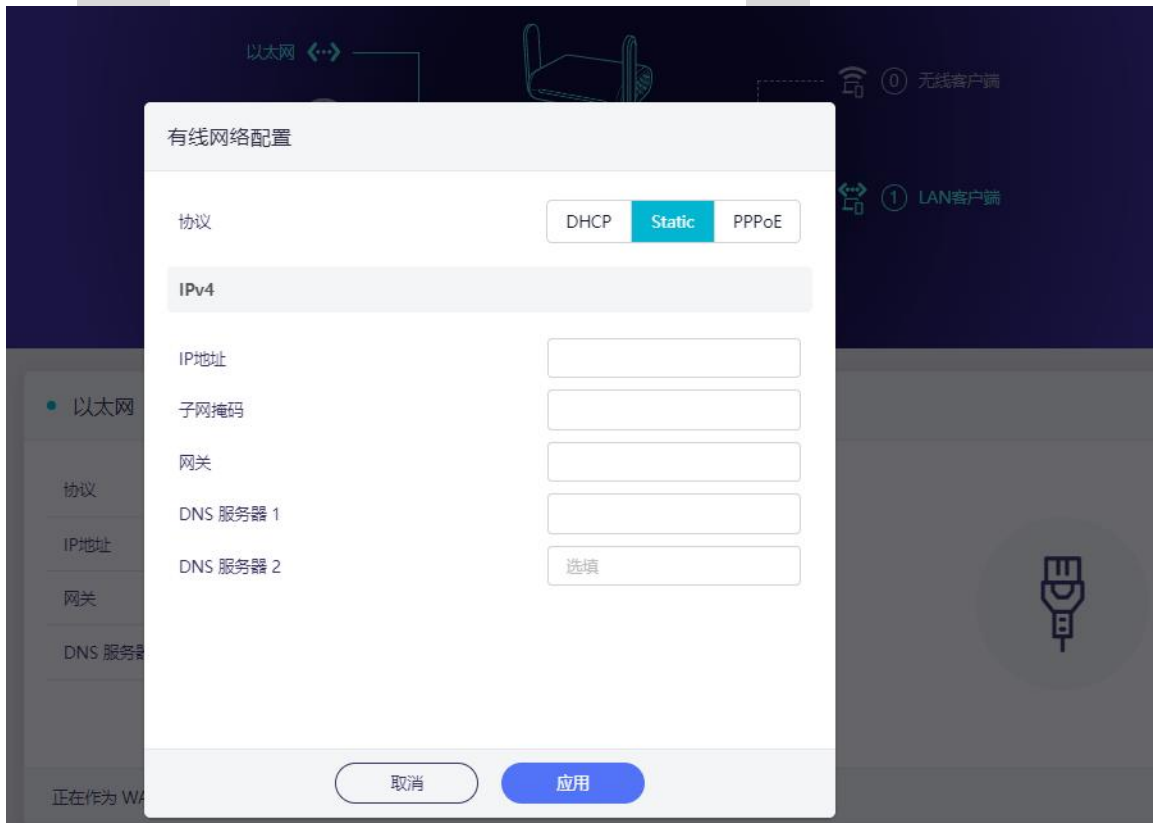 以太网
0 无线客户端
有线网络配置
1 LAN客户端
协议
DHCP Static PPPoE
IPv4
IP地址
子网掩码
网关
DNS 服务器 1
DNS 服务器 2 选填
取消 应用
以太网
协议
IP地址
网关
DNS 服务器
正在作为 WA